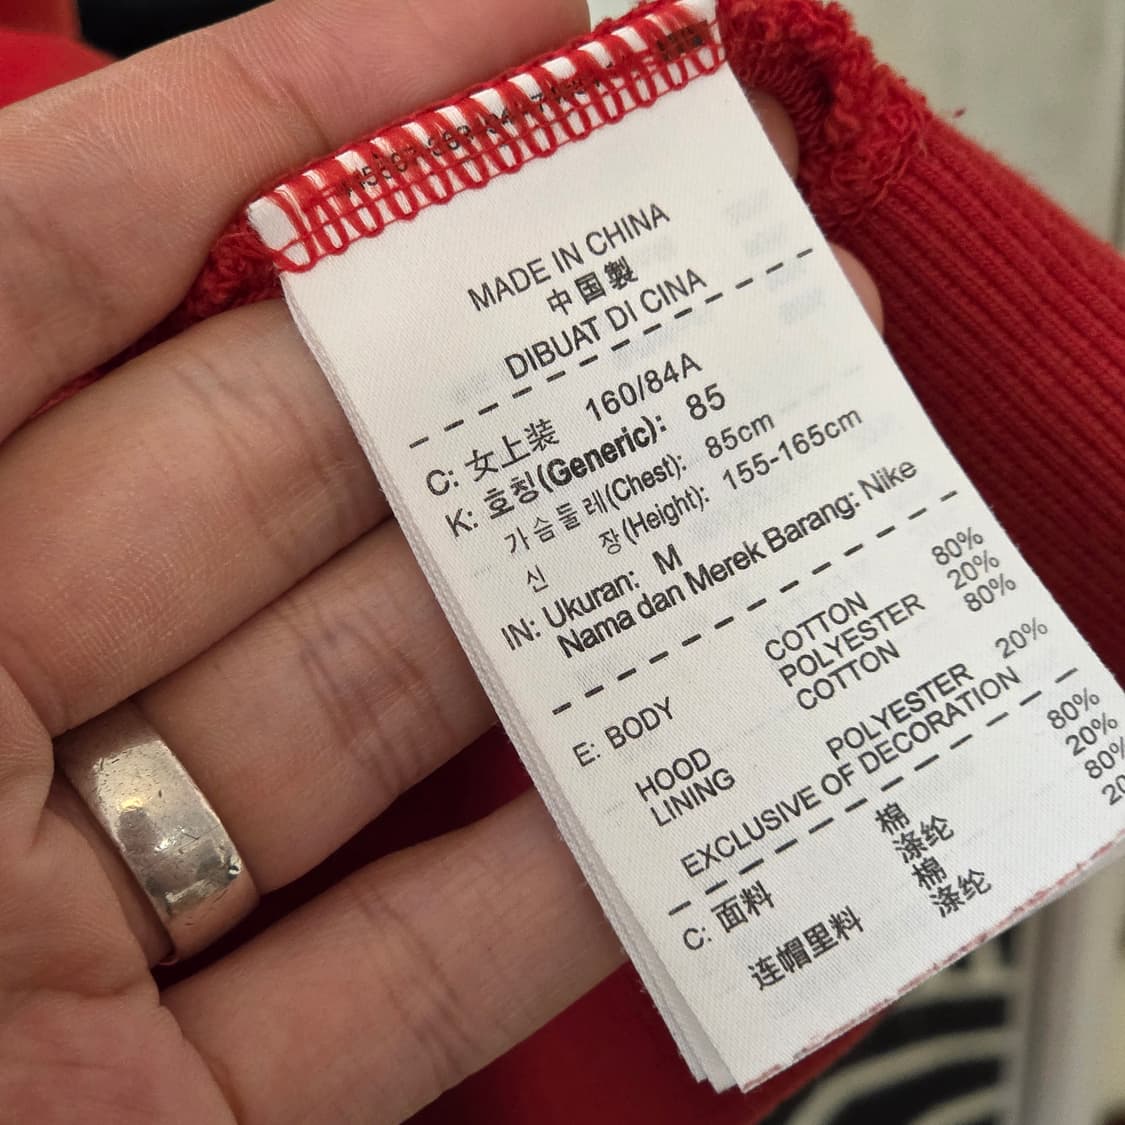 MADE IN CHINA
中国製
DIBUAT DI CINA
C: 女上装 160/84A
K: 호칭(Generic): 85
가슴둘레(Chest): 85cm
신 장(Height): 155-165cm
IN: Ukuran: M
Nama dan Merek Barang: Nike
E: BODY COTTON 80%
POLYESTER 20%
HOOD COTTON 80%
LINING POLYESTER 20%
EXCLUSIVE OF DECORATION
C: 面料 棉 80%
涤纶 20%
连帽里料 棉 80%
涤纶